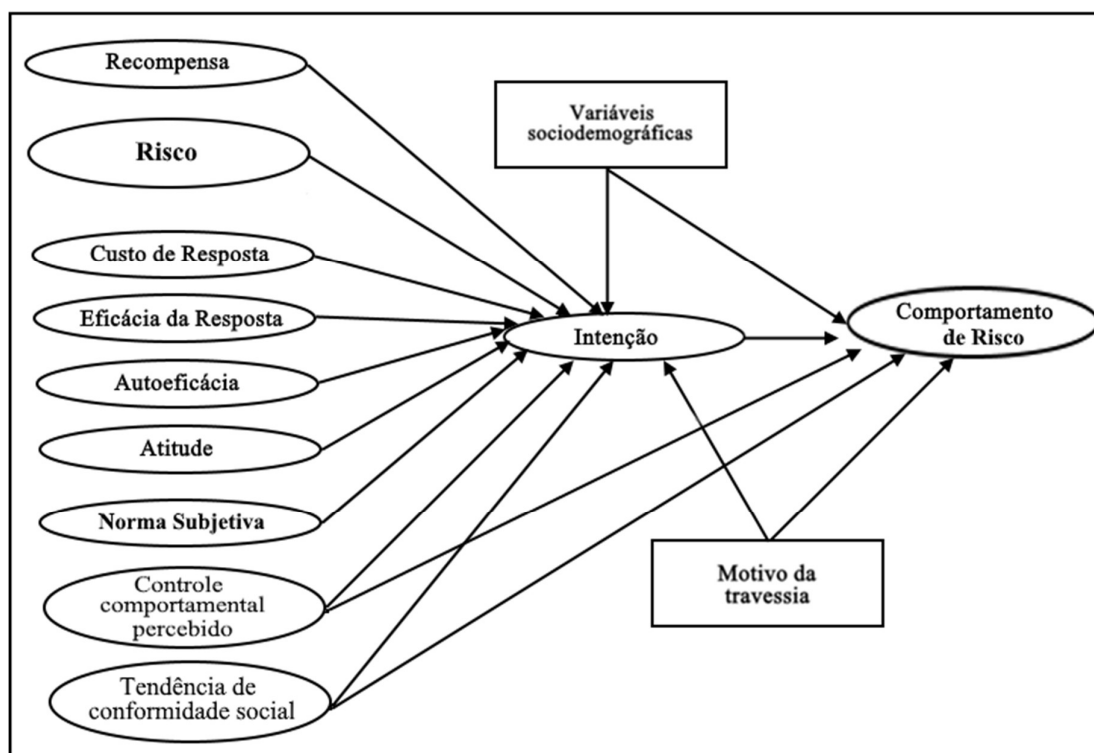 Recompensa
Risco
Custo de Resposta
Eficácia da Resposta
Autoeficácia
Atitude
Norma Subjetiva
Controle
comportamental
percebido
Tendência de
conformidade social
Variáveis
sociodemográficas
Intenção
Motivo da
travessia
Comportamento
de Risco